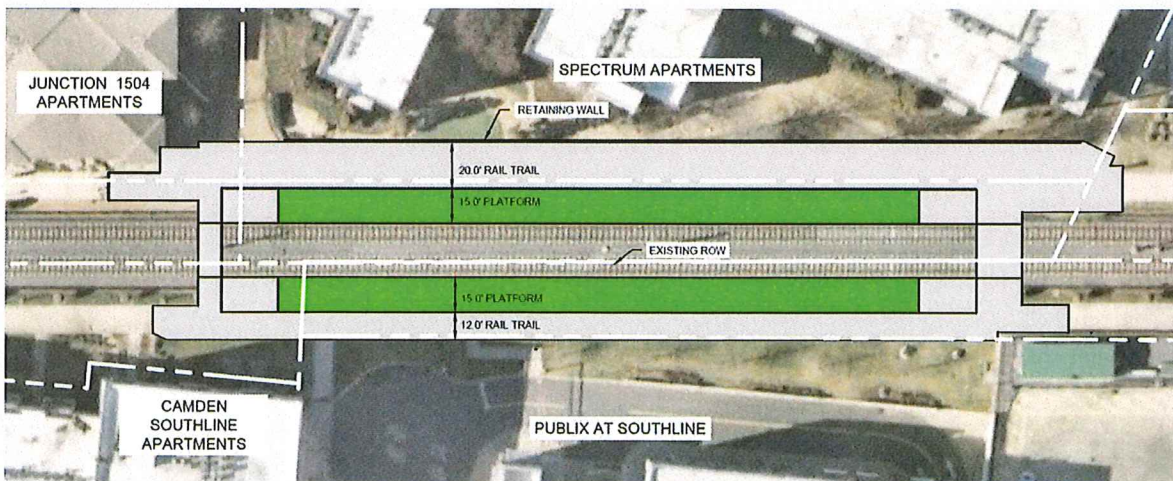 JUNCTION 1504
APARTMENTS
SPECTRUM APARTMENTS
RETAINING WALL
20.0' RAIL TRAIL
15.0' PLATFORM
EXISTING ROW
15.0' PLATFORM
12.0' RAIL TRAIL
CAMDEN
SOUTHLINE
APARTMENTS
PUBLIX AT SOUTHLINE